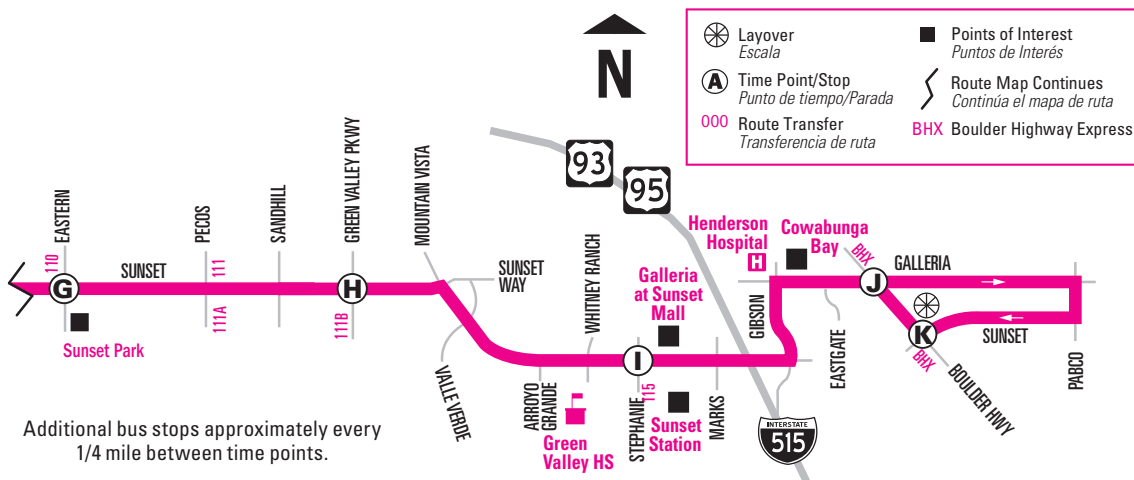 N
Layover
Escala
A
Time Point/Stop
Punto de tiempo/Parada
000
Route Transfer
Transferencia de ruta
Points of Interest
Puntos de Interés
Route Map Continues
Continúa el mapa de ruta
BHX
Boulder Highway Express
93
95
EASTERN
110
G
SUNSET
Sunset Park
PECOS
111
111A
SANDHILL
GREEN VALLEY PKWY
H
111B
MOUNTAIN VISTA
SUNSET
WAY
VALLE VERDE
ARROYO
GRANDE
WHITNEY RANCH
Green
Valley HS
I
STEPHANIE
115
Galleria
at Sunset
Mall
Sunset
Station
MARKS
INTERSTATE
515
Henderson
Hospital
H
GIBSON
Cowabunga
Bay
EASTGATE
BHX
J
GALLERIA
K
BHX
SUNSET
BOULDER HWY
PABCO
Additional bus stops approximately every
1/4 mile between time points.